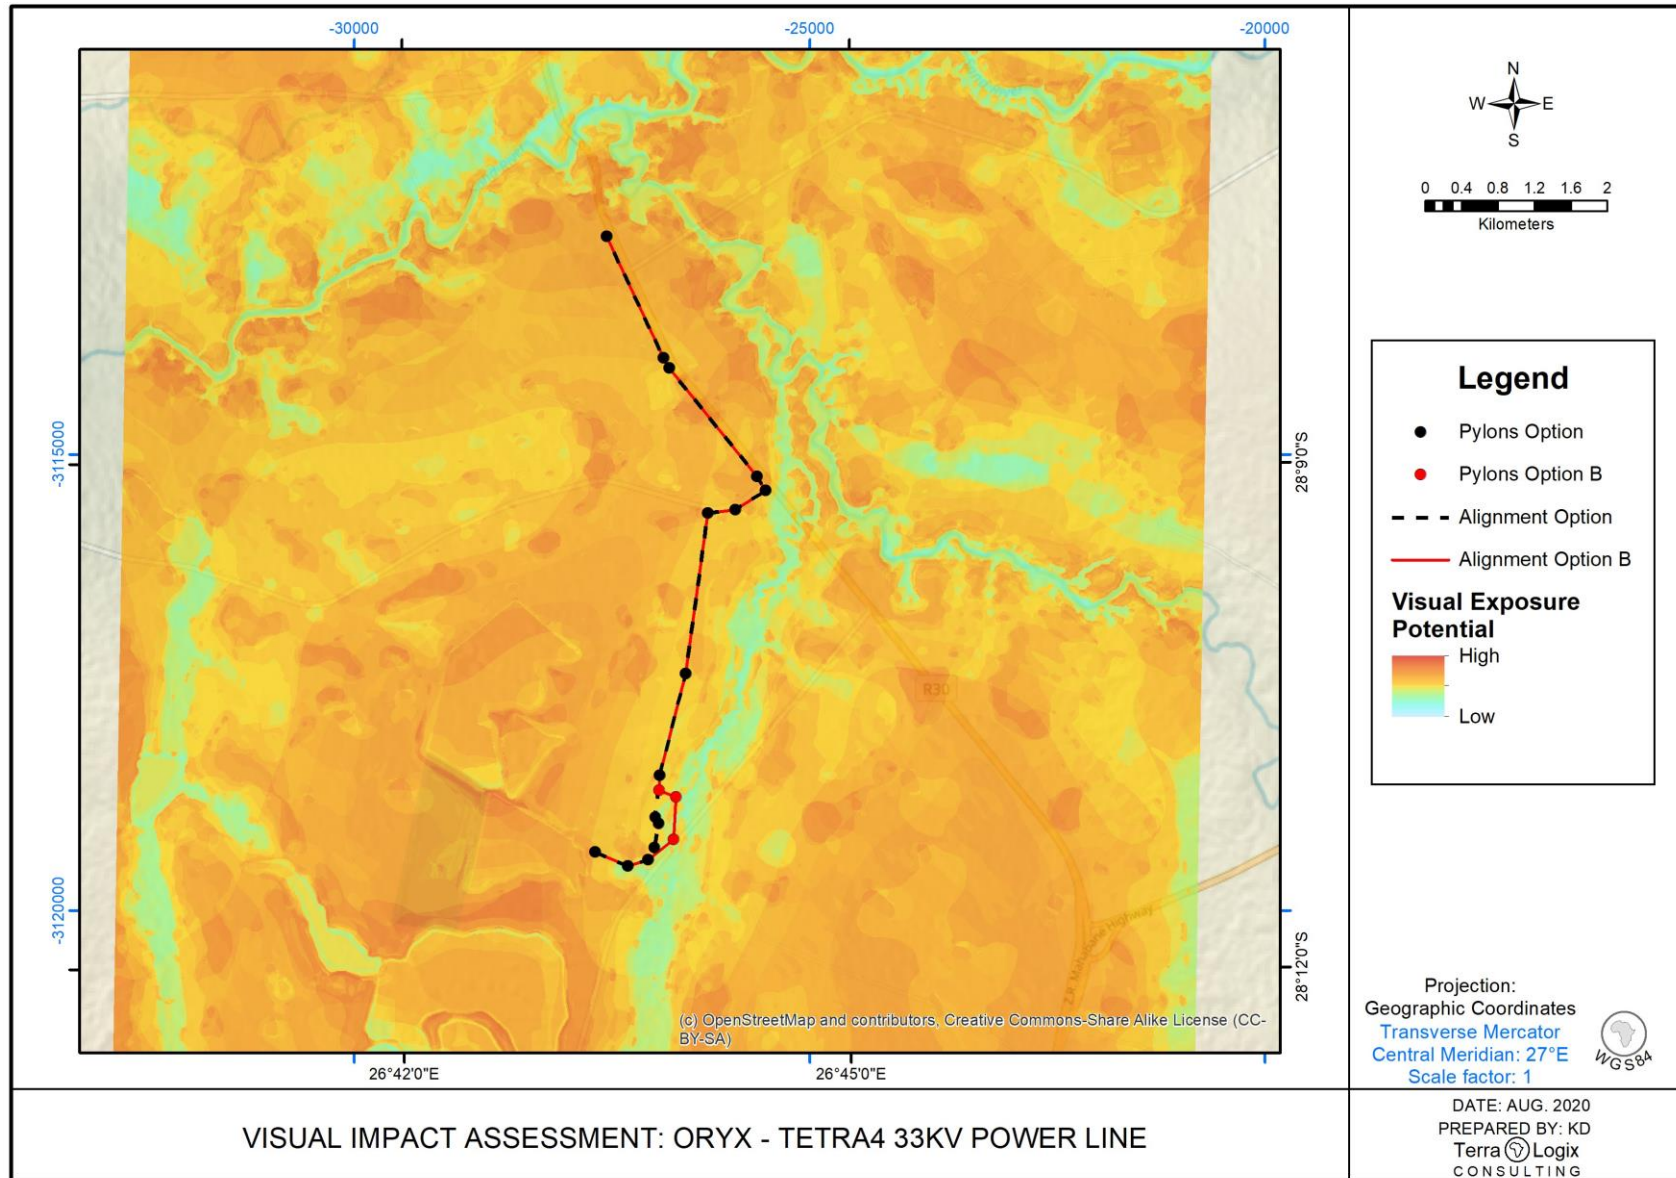 -30000
-25000
-20000
-3115000
-3120000
28°9'0"S
28°12'0"S
26°42'0"E
26°45'0"E
R30
Z.R. Mahabane Highway
(c) OpenStreetMap and contributors, Creative Commons-Share Alike License (CC-
BY-SA)
N
W E
S
0 0.4 0.8 1.2 1.6 2
Kilometers
Legend
Pylons Option
Pylons Option B
Alignment Option
Alignment Option B
Visual Exposure
Potential
High
Low
Projection:
Geographic Coordinates
Transverse Mercator
Central Meridian: 27°E
Scale factor: 1
WGS84
VISUAL IMPACT ASSESSMENT: ORYX - TETRA4 33KV POWER LINE
DATE: AUG. 2020
PREPARED BY: KD
Terra Logix
CONSULTING